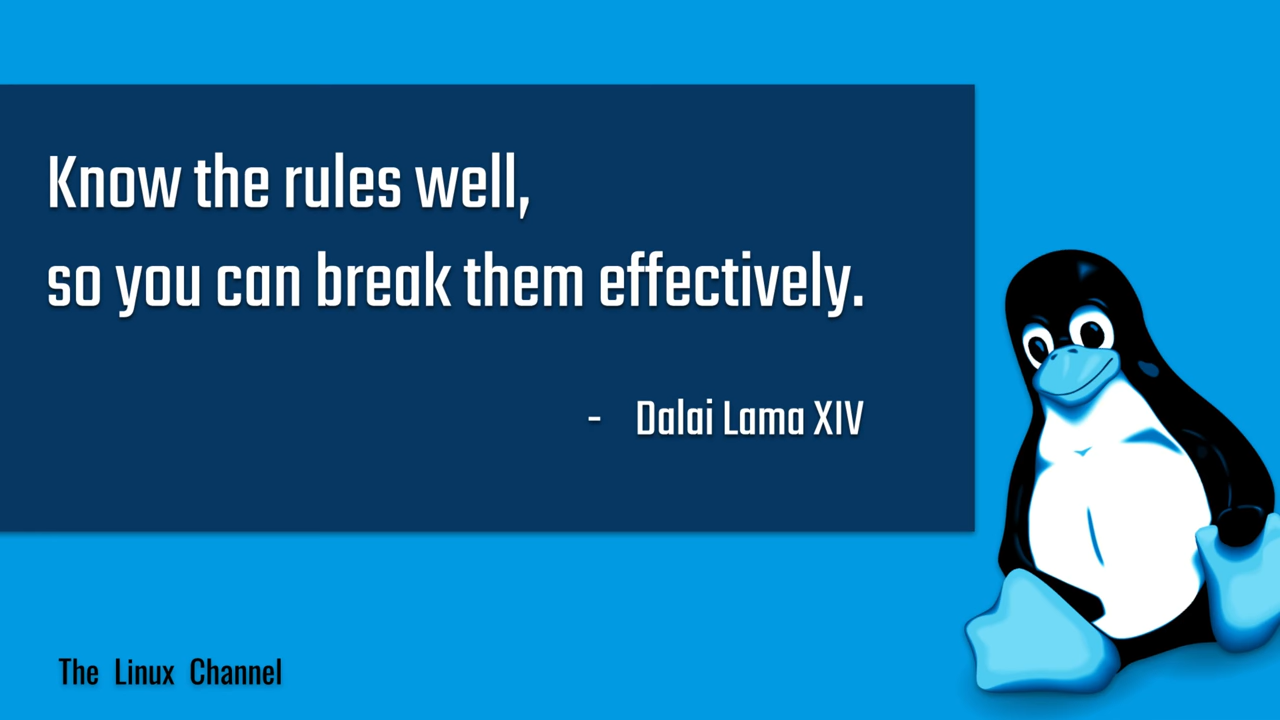 Know the rules well,
so you can break them effectively.
- Dalai Lama XIV
The Linux Channel